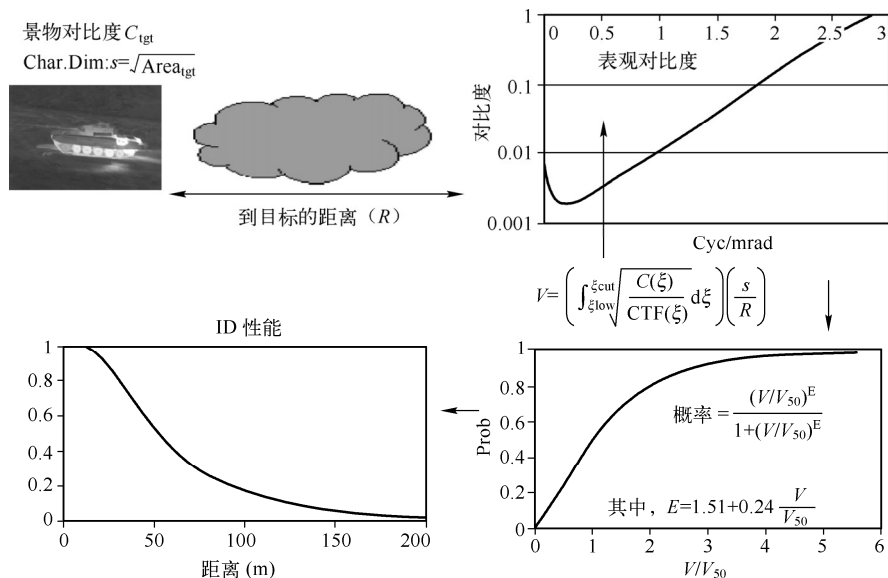 景物对比度C_tgt
Char.Dim:s=√Area_tgt
到目标的距离（R）
对比度
1
0.1
0.01
0.001
0 0.5 1 1.5 2 2.5 3
表观对比度
Cyc/mrad
V=(∫_ξlow^ξcut √(C(ξ)/CTF(ξ)) dξ)(s/R)
ID 性能
1
0.8
0.6
0.4
0.2
0
0 50 100 150 200
距离 (m)
Prob
1
0.8
0.6
0.4
0.2
0
概率=(V/V_50)^E/(1+(V/V_50)^E)
其中，E=1.51+0.24 V/V_50
0 1 2 3 4 5 6
V/V_50